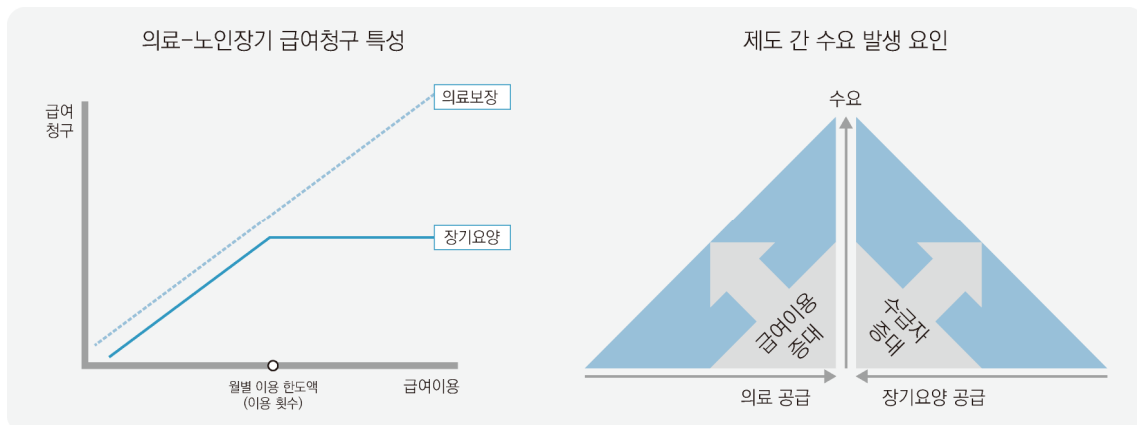 의료-노인장기 급여청구 특성
급여
청구
의료보장
장기요양
월별 이용 한도액
(이용 횟수)
급여이용
제도 간 수요 발생 요인
수요
급여이용
증대
수급자
증대
의료 공급
장기요양 공급